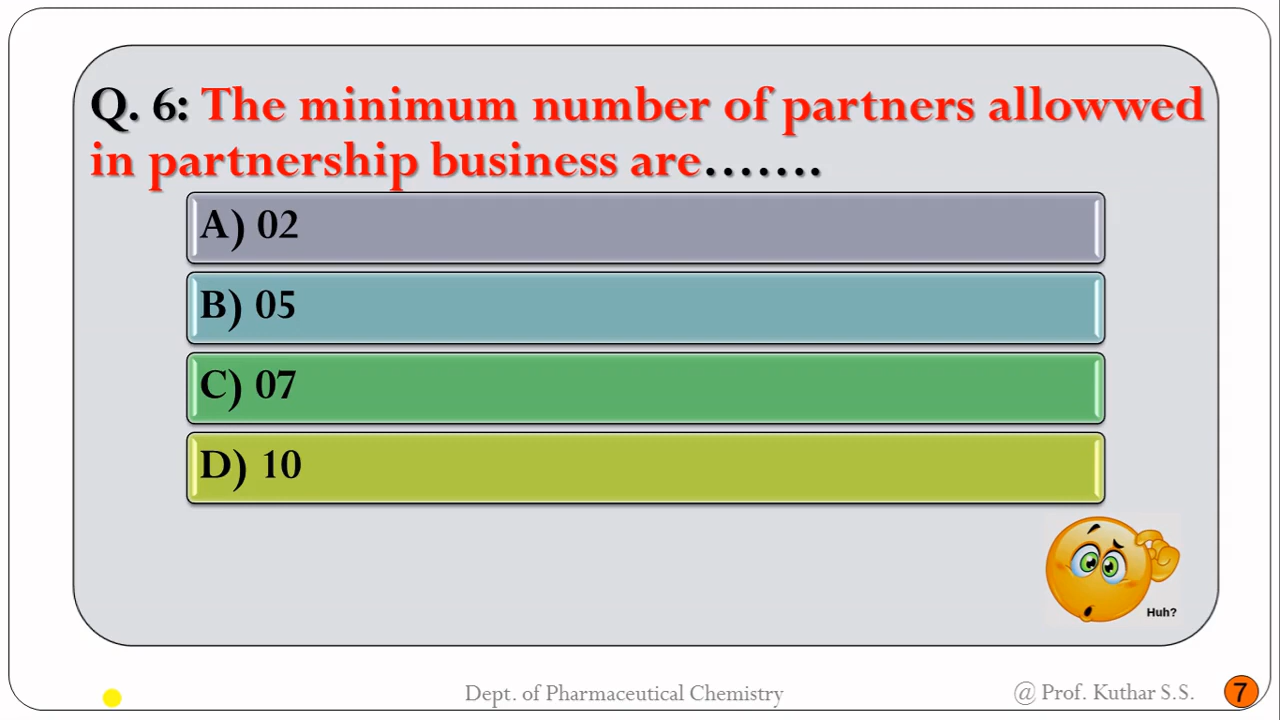 Q. 6: The minimum number of partners allowwed
in partnership business are.......
A) 02
B) 05
C) 07
D) 10
Huh?
Dept. of Pharmaceutical Chemistry
@ Prof. Kuthar S.S.
7